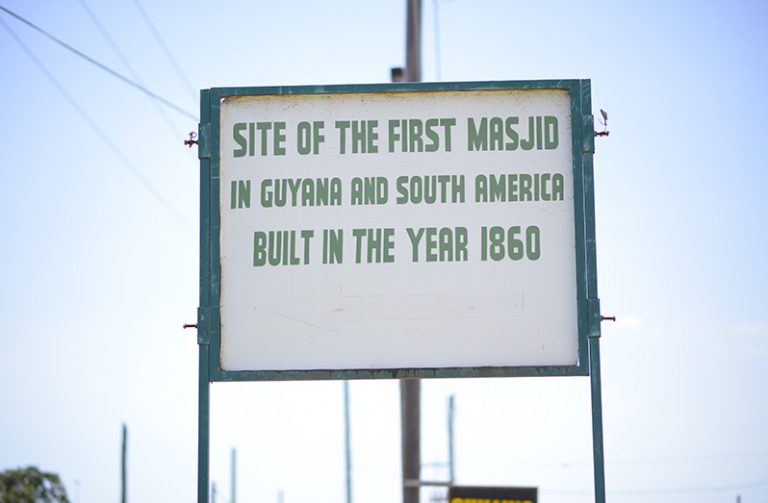 SITE OF THE FIRST MASJID
IN GUYANA AND SOUTH AMERICA
BUILT IN THE YEAR 1860